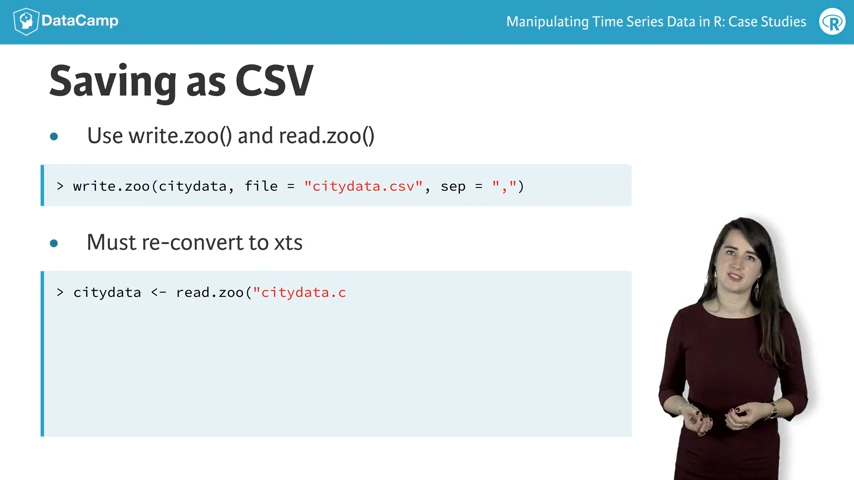 DataCamp
Manipulating Time Series Data in R: Case Studies
R
Saving as CSV
• Use write.zoo() and read.zoo()
> write.zoo(citydata, file = "citydata.csv", sep = ",")
• Must re-convert to xts
> citydata <- read.zoo("citydata.c